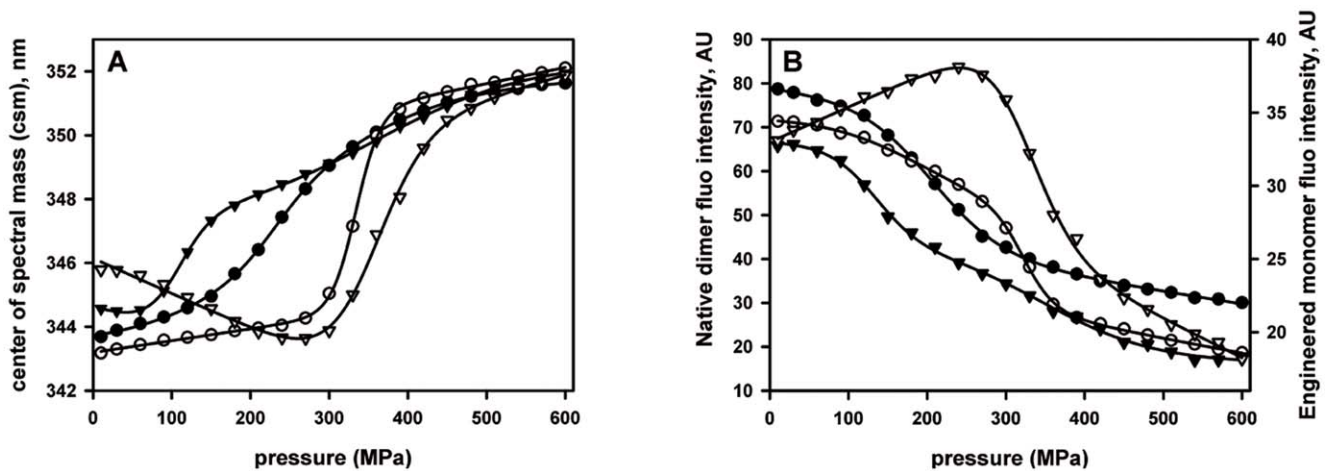 A
center of spectral mass (csm), nm
352
350
348
346
344
342
0 100 200 300 400 500 600
pressure (MPa)
B
Native dimer fluo intensity, AU
90
80
70
60
50
40
30
20
10
0 100 200 300 400 500 600
pressure (MPa)
40
35
30
25
20
Engineered monomer fluo intensity, AU